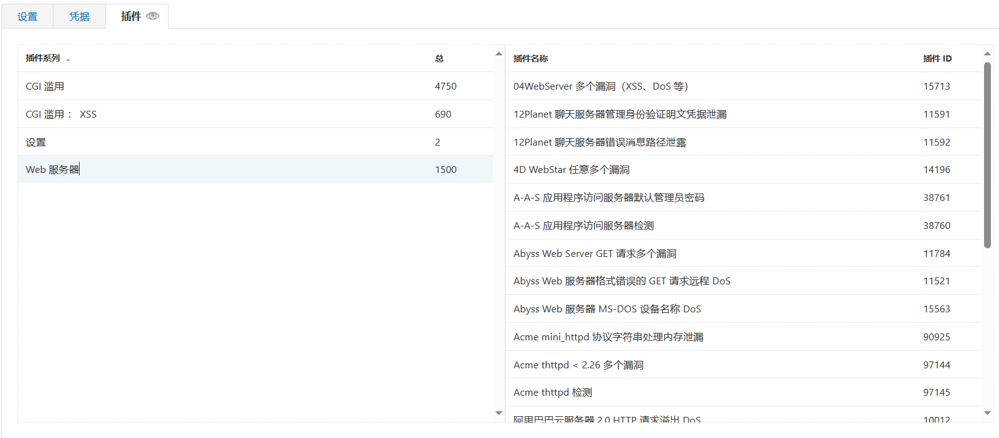 设置 凭据 插件
插件系列 总
CGI 滥用 4750
CGI 滥用： XSS 690
设置 2
Web 服务器 1500
插件名称 插件 ID
04WebServer 多个漏洞（XSS、DoS 等） 15713
12Planet 聊天服务器管理身份验证明文凭据泄漏 11591
12Planet 聊天服务器错误消息路径泄露 11592
4D WebStar 任意多个漏洞 14196
A-A-S 应用程序访问服务器默认管理员密码 38761
A-A-S 应用程序访问服务器检测 38760
Abyss Web Server GET 请求多个漏洞 11784
Abyss Web 服务器格式错误的 GET 请求远程 DoS 11521
Abyss Web 服务器 MS-DOS 设备名称 DoS 15563
Acme mini_httpd 协议字符串处理内存泄漏 90925
Acme thttpd < 2.26 多个漏洞 97144
Acme thttpd 检测 97145
阿里巴巴云服务器 2.0 HTTP 请求溢出 DoS 10012